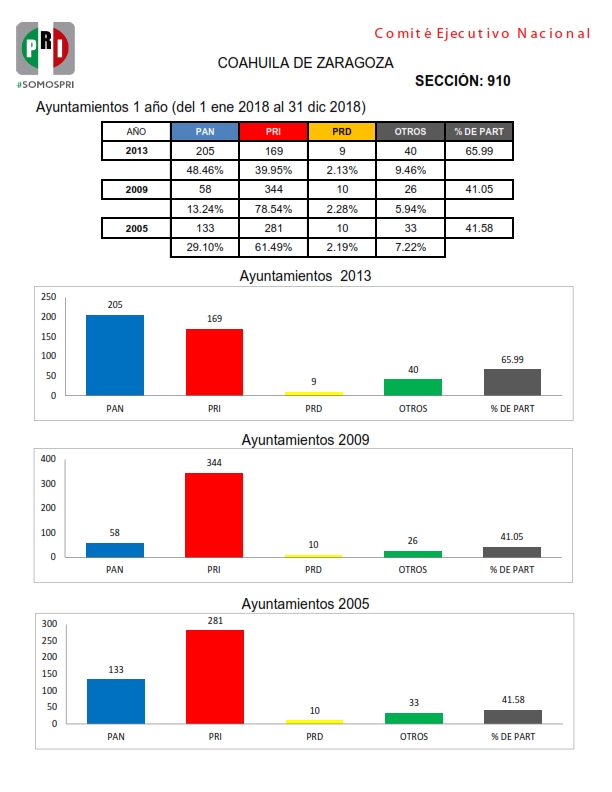 Comité Ejecutivo Nacional
PRI
#SOMOSPRI
COAHUILA DE ZARAGOZA
SECCIÓN: 910
Ayuntamientos 1 año (del 1 ene 2018 al 31 dic 2018)
AÑO PAN PRI PRD OTROS % DE PART
2013 205 169 9 40 65.99
48.46% 39.95% 2.13% 9.46%
2009 58 344 10 26 41.05
13.24% 78.54% 2.28% 5.94%
2005 133 281 10 33 41.58
29.10% 61.49% 2.19% 7.22%
Ayuntamientos 2013
250
200
150
100
50
0
205
169
9
40
65.99
PAN PRI PRD OTROS % DE PART
Ayuntamientos 2009
400
300
200
100
0
58
344
10
26
41.05
PAN PRI PRD OTROS % DE PART
Ayuntamientos 2005
300
250
200
150
100
50
0
133
281
10
33
41.58
PAN PRI PRD OTROS % DE PART